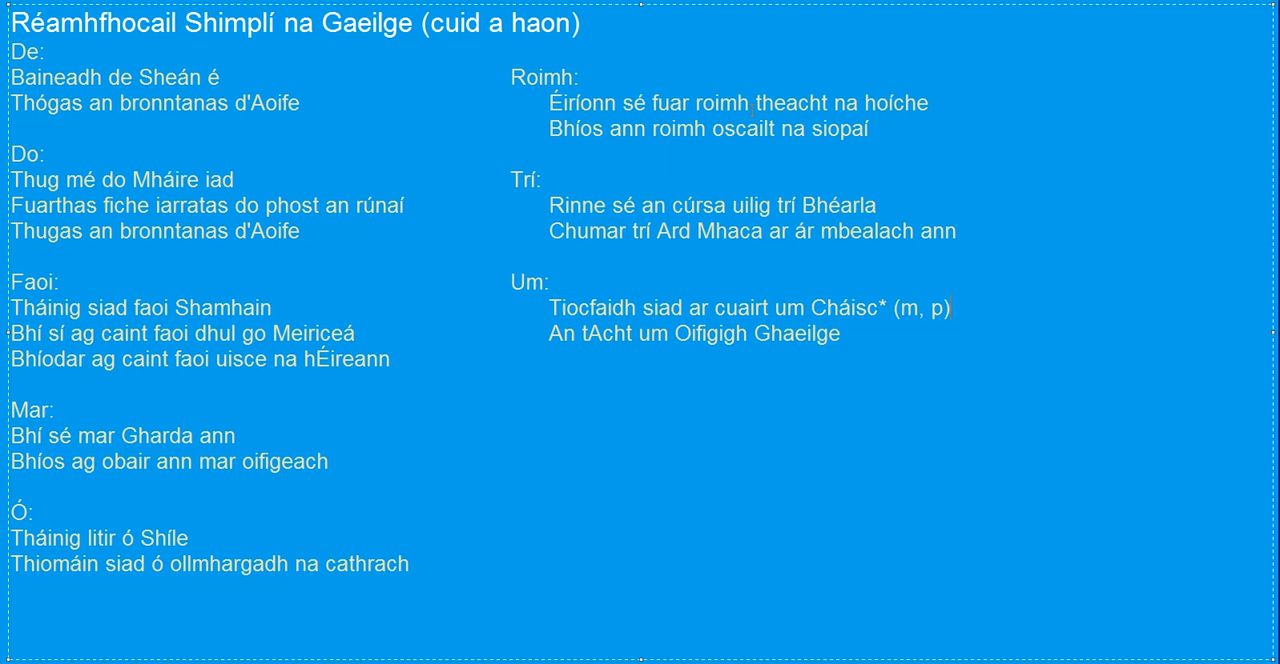 Réamhfhocail Shimplí na Gaeilge (cuid a haon)
De:
Baineadh de Sheán é
Thógas an bronntanas d'Aoife
Do:
Thug mé do Mháire iad
Fuarthas fiche iarratas do phost an rúnaí
Thugas an bronntanas d'Aoife
Faoi:
Tháinig siad faoi Shamhain
Bhí sí ag caint faoi dhul go Meiriceá
Bhíodar ag caint faoi uisce na hÉireann
Mar:
Bhí sé mar Gharda ann
Bhíos ag obair ann mar oifigeach
Ó:
Tháinig litir ó Shíle
Thiomáin siad ó ollmhargadh na cathrach
Roimh:
Éiríonn sé fuar roimh theacht na hoíche
Bhíos ann roimh oscailt na siopaí
Trí:
Rinne sé an cúrsa uilig trí Bhéarla
Chumar trí Ard Mhaca ar ár mbealach ann
Um:
Tiocfaidh siad ar cuairt um Cháisc* (m, p)
An tAcht um Oifigigh Ghaeilge